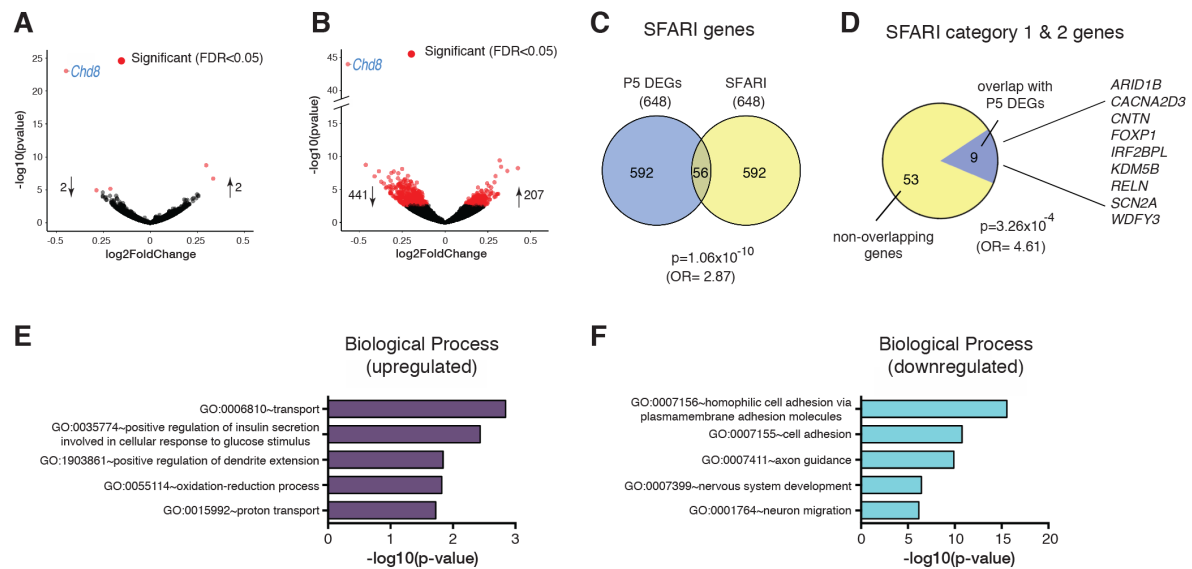 A
Significant (FDR<0.05)
Chd8
25
20
15
10
5
0
-log10(pvalue)
2
2
-0.5
0.25
0
0.25
0.5
log2FoldChange
B
Significant (FDR<0.05)
Chd8
45
40
15
10
5
0
-log10(pvalue)
441
207
-0.5
0.25
0
0.25
0.5
log2FoldChange
C
SFARI genes
P5 DEGs
(648)
SFARI
(648)
592
56
592
p=1.06x10-10
(OR= 2.87)
D
SFARI category 1 & 2 genes
overlap with
P5 DEGs
9
53
non-overlapping
genes
p=3.26x10-4
(OR= 4.61)
ARID1B
CACNA2D3
CNTN
FOXP1
IRF2BPL
KDM5B
RELN
SCN2A
WDFY3
E
Biological Process
(upregulated)
GO:0006810~transport
GO:0035774~positive regulation of insulin secretion
involved in cellular response to glucose stimulus
GO:1903861~positive regulation of dendrite extension
GO:0055114~oxidation-reduction process
GO:0015992~proton transport
0
1
2
3
-log10(p-value)
F
Biological Process
(downregulated)
GO:0007156~homophilic cell adhesion via
plasmamembrane adhesion molecules
GO:0007155~cell adhesion
GO:0007411~axon guidance
GO:0007399~nervous system development
GO:0001764~neuron migration
0
5
10
15
20
-log10(p-value)